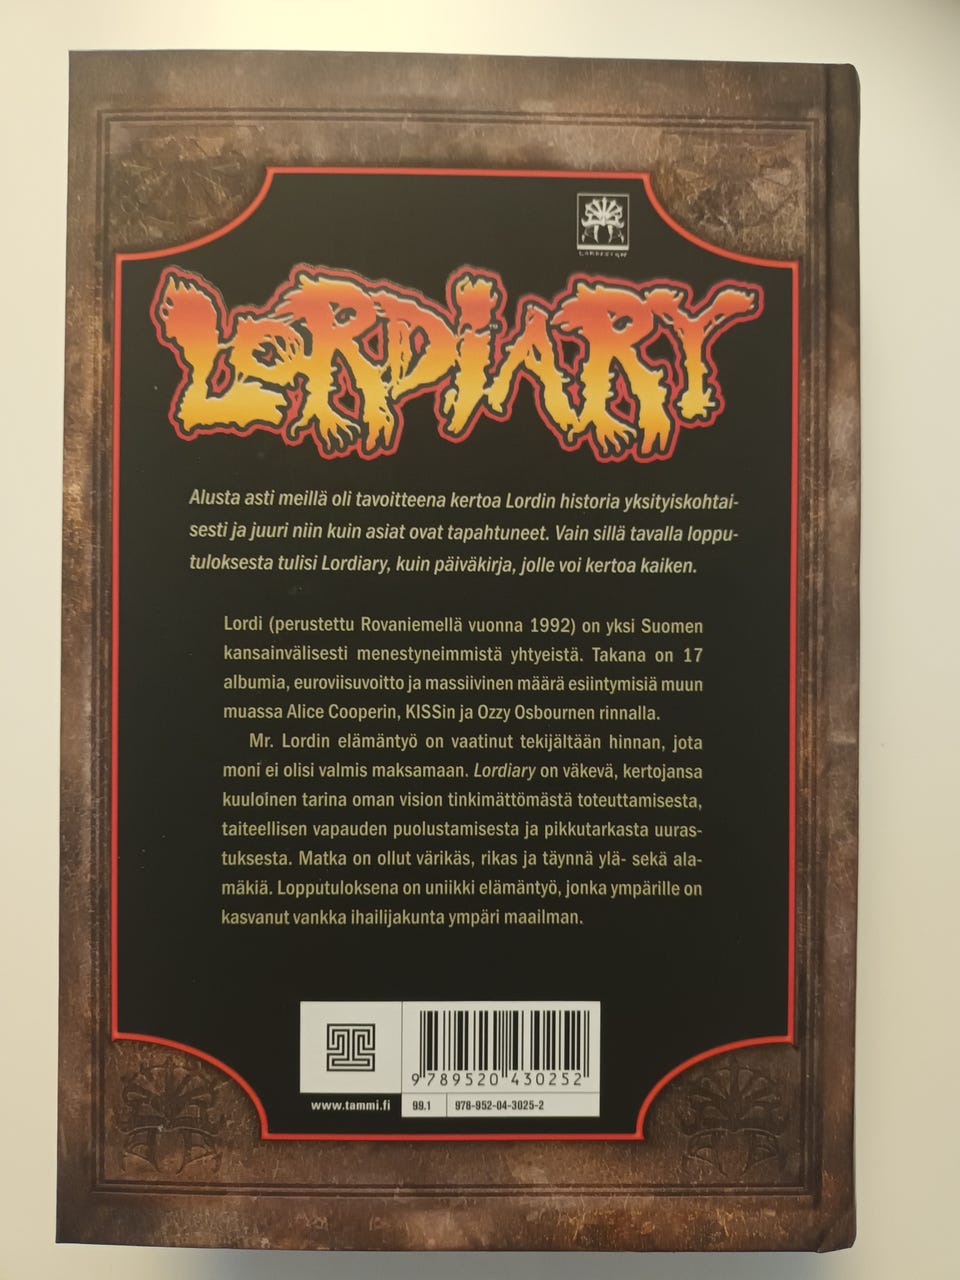 LORDESIGN
LORDIARY
Alusta asti meillä oli tavoitteena kertoa Lordin historia yksityiskohtai-
sesti ja juuri niin kuin asiat ovat tapahtuneet. Vain sillä tavalla loppu-
tuloksesta tulisi Lordiary, kuin päiväkirja, jolle voi kertoa kaiken.
Lordi (perustettu Rovaniemellä vuonna 1992) on yksi Suomen
kansainvälisesti menestyneimmistä yhtyeistä. Takana on 17
albumia, euroviisuvoitto ja massiivinen määrä esiintymisiä muun
muassa Alice Cooperin, KISSin ja Ozzy Osbournen rinnalla.
Mr. Lordin elämäntyö on vaatinut tekijältään hinnan, jota
moni ei olisi valmis maksamaan. Lordiary on väkevä, kertojansa
kuuloinen tarina oman vision tinkimättömästä toteuttamisesta,
taiteellisen vapauden puolustamisesta ja pikkutarkasta uuras-
tuksesta. Matka on ollut värikäs, rikas ja täynnä ylä- sekä ala-
mäkiä. Lopputuloksena on uniikki elämäntyö, jonka ympärille on
kasvanut vankka ihailijakunta ympäri maailman.
9 789520 430252
www.tammi.fi 99.1 978-952-04-3025-2